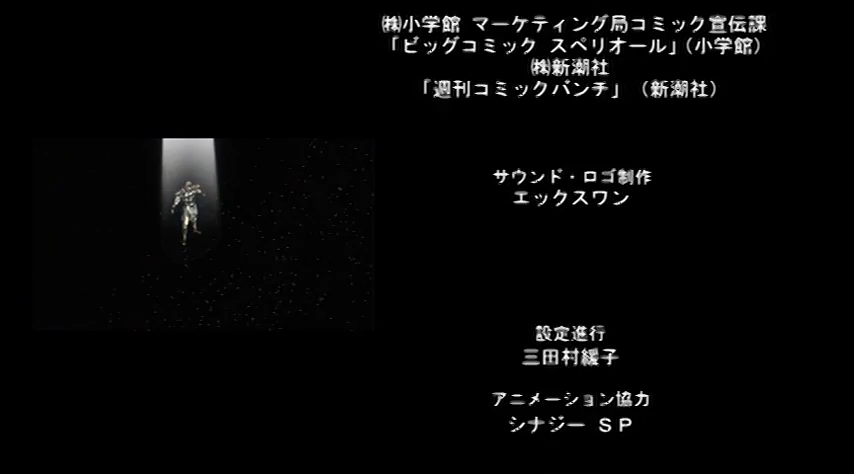 ㈱小学館 マーケティング局コミック宣伝課
「ビッグコミック スペリオール」（小学館）
㈱新潮社
「週刊コミックバンチ」 （新潮社）
サウンド・ロゴ制作
エックスワン
設定進行
三田村緩子
アニメーション協力
シナジー ＳＰ